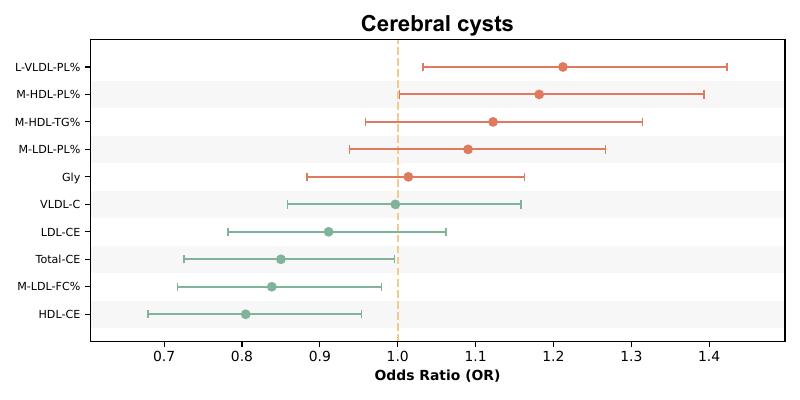 Cerebral cysts
L-VLDL-PL%
M-HDL-PL%
M-HDL-TG%
M-LDL-PL%
Gly
VLDL-C
LDL-CE
Total-CE
M-LDL-FC%
HDL-CE
0.7 0.8 0.9 1.0 1.1 1.2 1.3 1.4
Odds Ratio (OR)